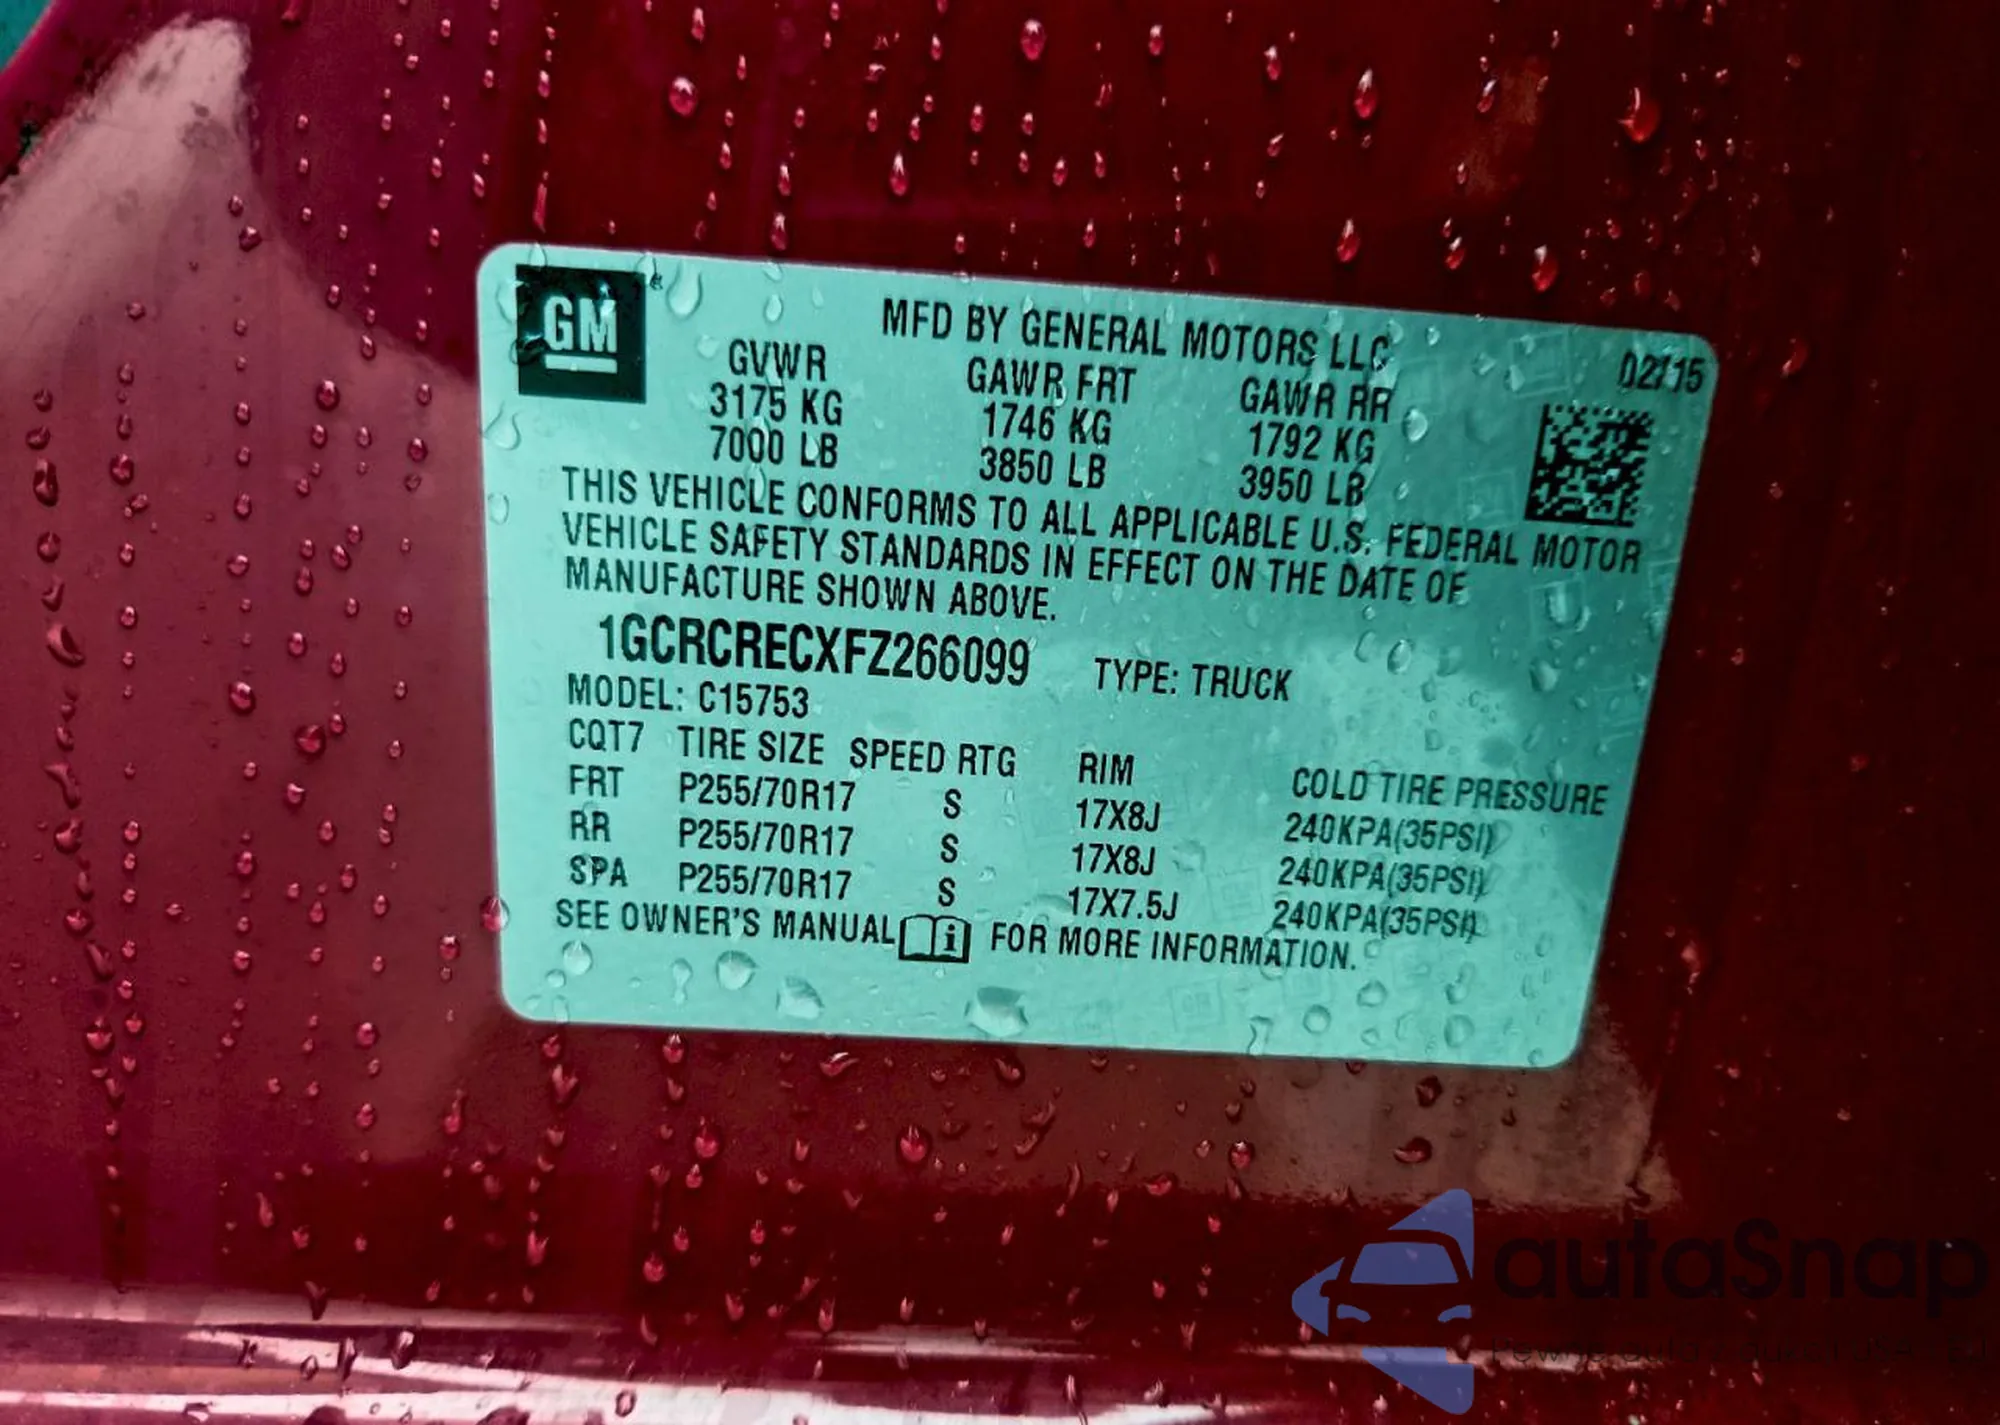 GM
MFD BY GENERAL MOTORS LLC
02/15
GVWR GAWR FRT GAWR RR
3175 KG 1746 KG 1792 KG
7000 LB 3850 LB 3950 LB
THIS VEHICLE CONFORMS TO ALL APPLICABLE U.S. FEDERAL MOTOR
VEHICLE SAFETY STANDARDS IN EFFECT ON THE DATE OF
MANUFACTURE SHOWN ABOVE.
1GCRCRECXFZ266099 TYPE: TRUCK
MODEL: C15753
CQT7 TIRE SIZE SPEED RTG RIM COLD TIRE PRESSURE
FRT P255/70R17 S 17X8J 240KPA(35PSI)
RR P255/70R17 S 17X8J 240KPA(35PSI)
SPA P255/70R17 S 17X7.5J 240KPA(35PSI)
SEE OWNER'S MANUAL i FOR MORE INFORMATION.
autaSnap